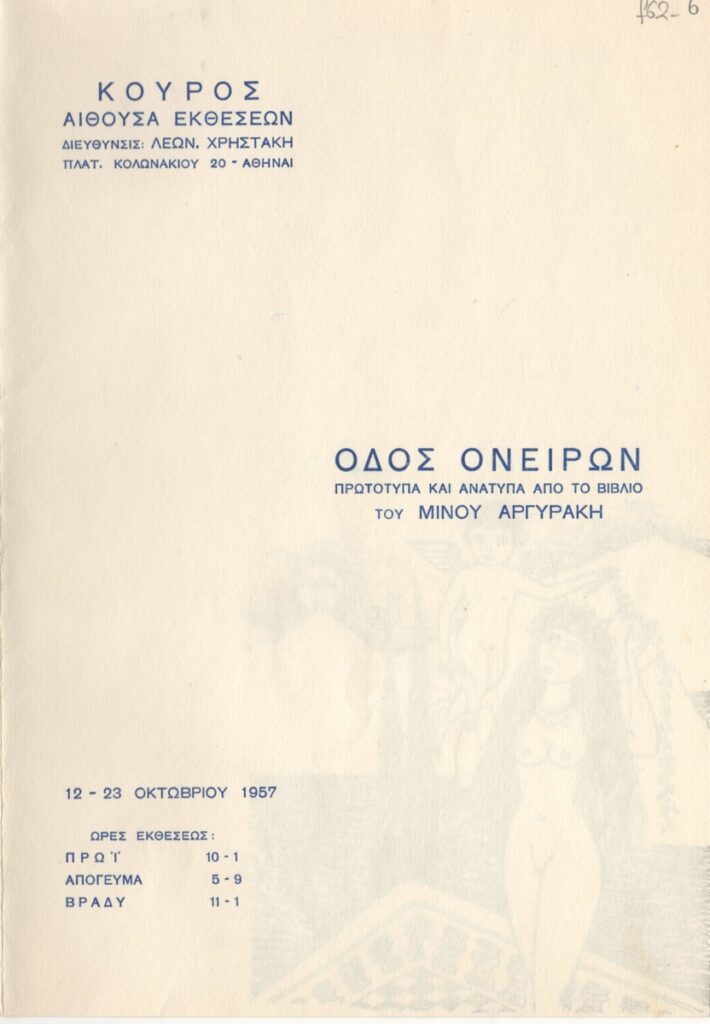 f62-6
ΚΟΥΡΟΣ
ΑΙΘΟΥΣΑ ΕΚΘΕΣΕΩΝ
ΔΙΕΥΘΥΝΣΙΣ: ΛΕΩΝ. ΧΡΗΣΤΑΚΗ
ΠΛΑΤ. ΚΟΛΩΝΑΚΙΟΥ 20 - ΑΘΗΝΑΙ
ΟΔΟΣ ΟΝΕΙΡΩΝ
ΠΡΩΤΟΤΥΠΑ ΚΑΙ ΑΝΑΤΥΠΑ ΑΠΟ ΤΟ ΒΙΒΛΙΟ
ΤΟΥ ΜΙΝΟΥ ΑΡΓΥΡΑΚΗ
12 - 23 ΟΚΤΩΒΡΙΟΥ 1957
ΩΡΕΣ ΕΚΘΕΣΕΩΣ:
ΠΡΩΪ 10 - 1
ΑΠΟΓΕΥΜΑ 5 - 9
ΒΡΑΔΥ 11 - 1